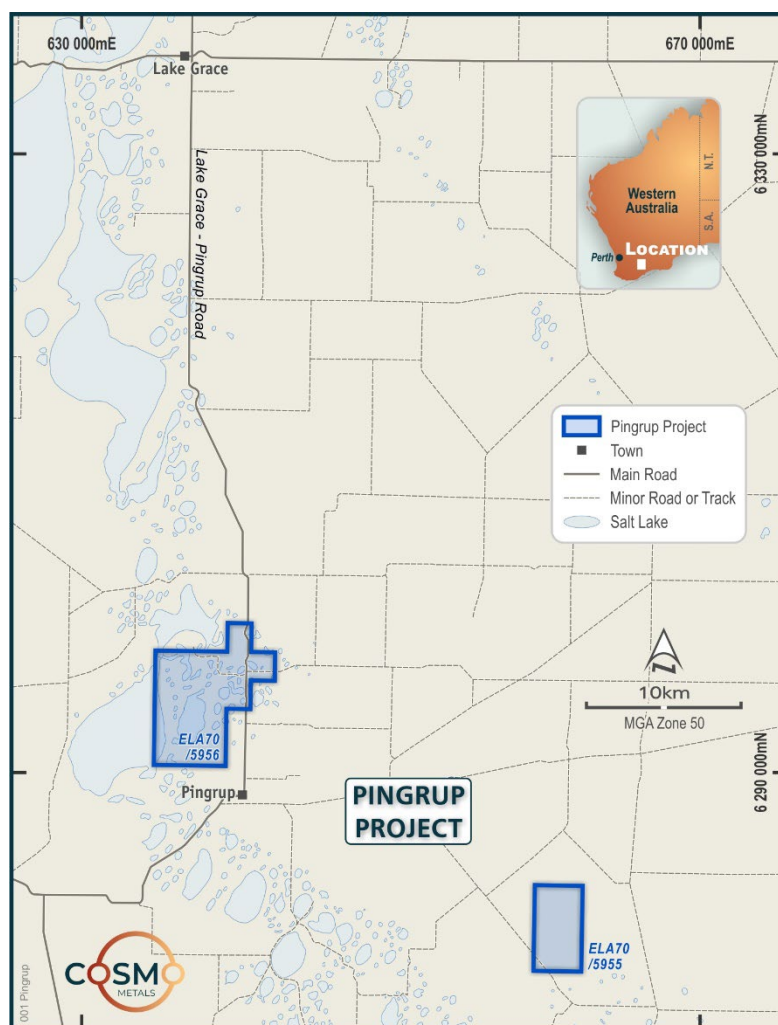 630 000mE
670 000mE
Lake Grace
Lake Grace - Pingrup Road
6 330 000mN
N.T.
Western
Australia
S.A.
Perth
LOCATION
Pingrup Project
Town
Main Road
Minor Road or Track
Salt Lake
N
10km
MGA Zone 50
ELA70
/5956
6 290 000mN
Pingrup
PINGRUP
PROJECT
ELA70
/5955
COSMO
METALS
001 Pingrup